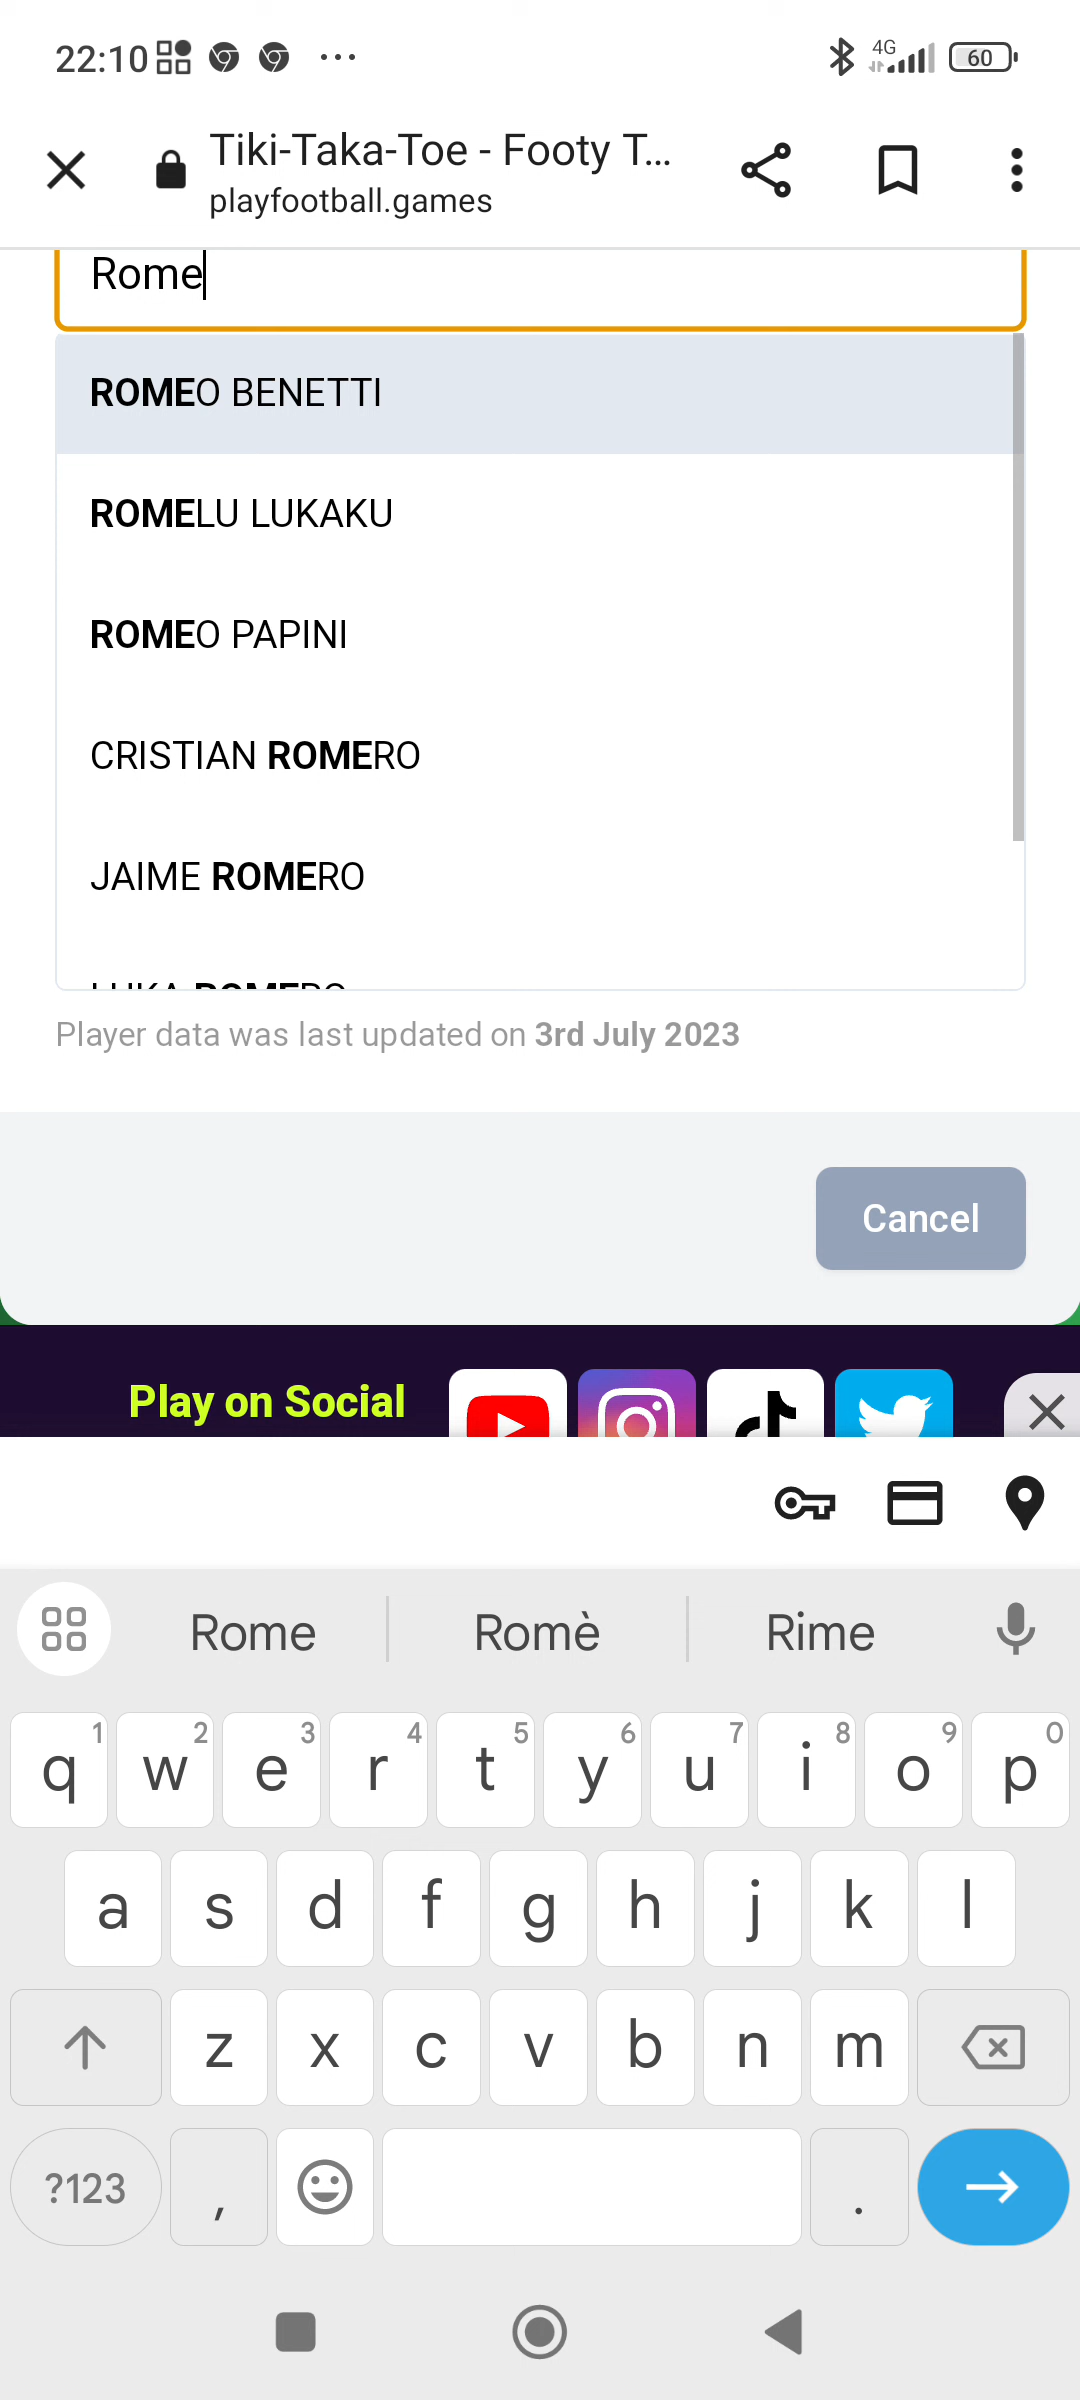 22:10 4G 60
Tiki-Taka-Toe - Footy T...
playfootball.games
Rome
ROMEO BENETTI
ROMELU LUKAKU
ROMEO PAPINI
CRISTIAN ROMERO
JAIME ROMERO
LUKA ROMERO
Player data was last updated on 3rd July 2023
Cancel
Play on Social
Rome Romè Rime
1 2 3 4 5 6 7 8 9 0
q w e r t y u i o p
a s d f g h j k l
z x c v b n m
?123 , .